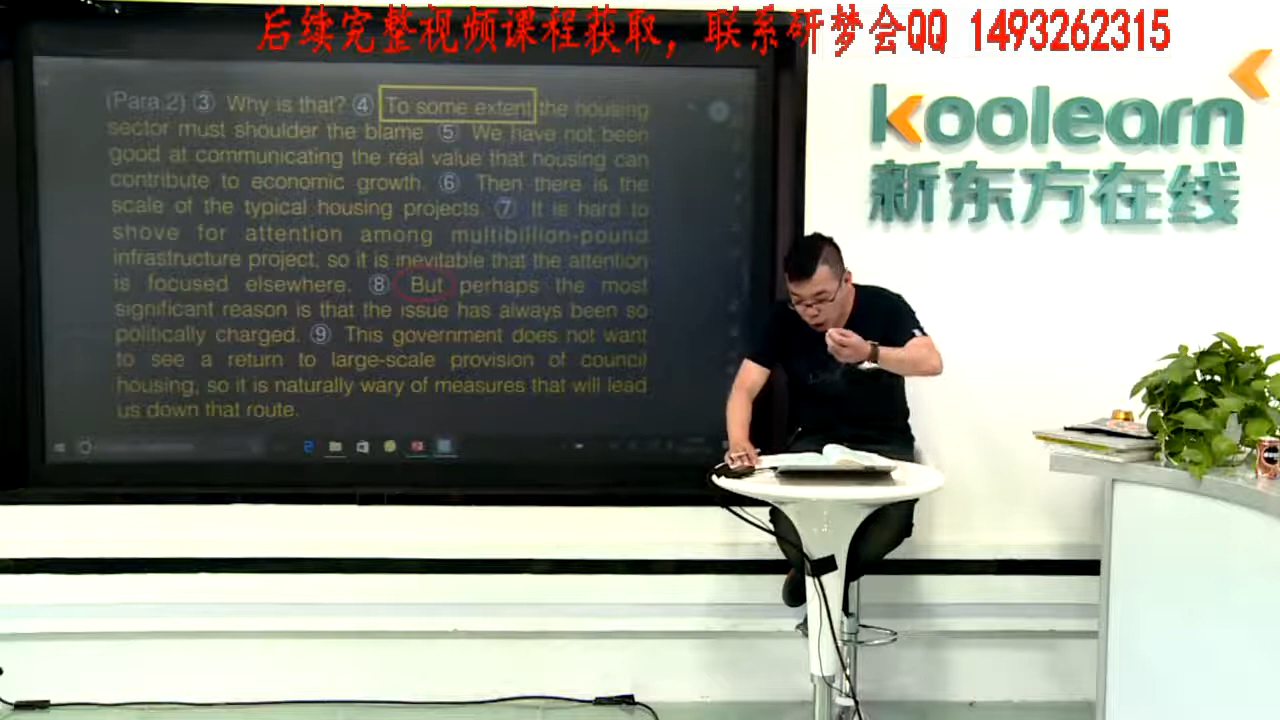 后续完整视频课程获取，联系研梦会QQ 1493262315
koolearn
新东方在线
(Para.2) ③ Why is that? ④ To some extent the housing
sector must shoulder the blame. ⑤ We have not been
good at communicating the real value that housing can
contribute to economic growth. ⑥ Then there is the
scale of the typical housing projects. ⑦ It is hard to
shove for attention among multibillion-pound
infrastructure project, so it is inevitable that the attention
is focused elsewhere. ⑧ But perhaps the most
significant reason is that the issue has always been so
politically charged. ⑨ This government does not want
to see a return to large-scale provision of council
housing, so it is naturally wary of measures that will lead
us down that route.